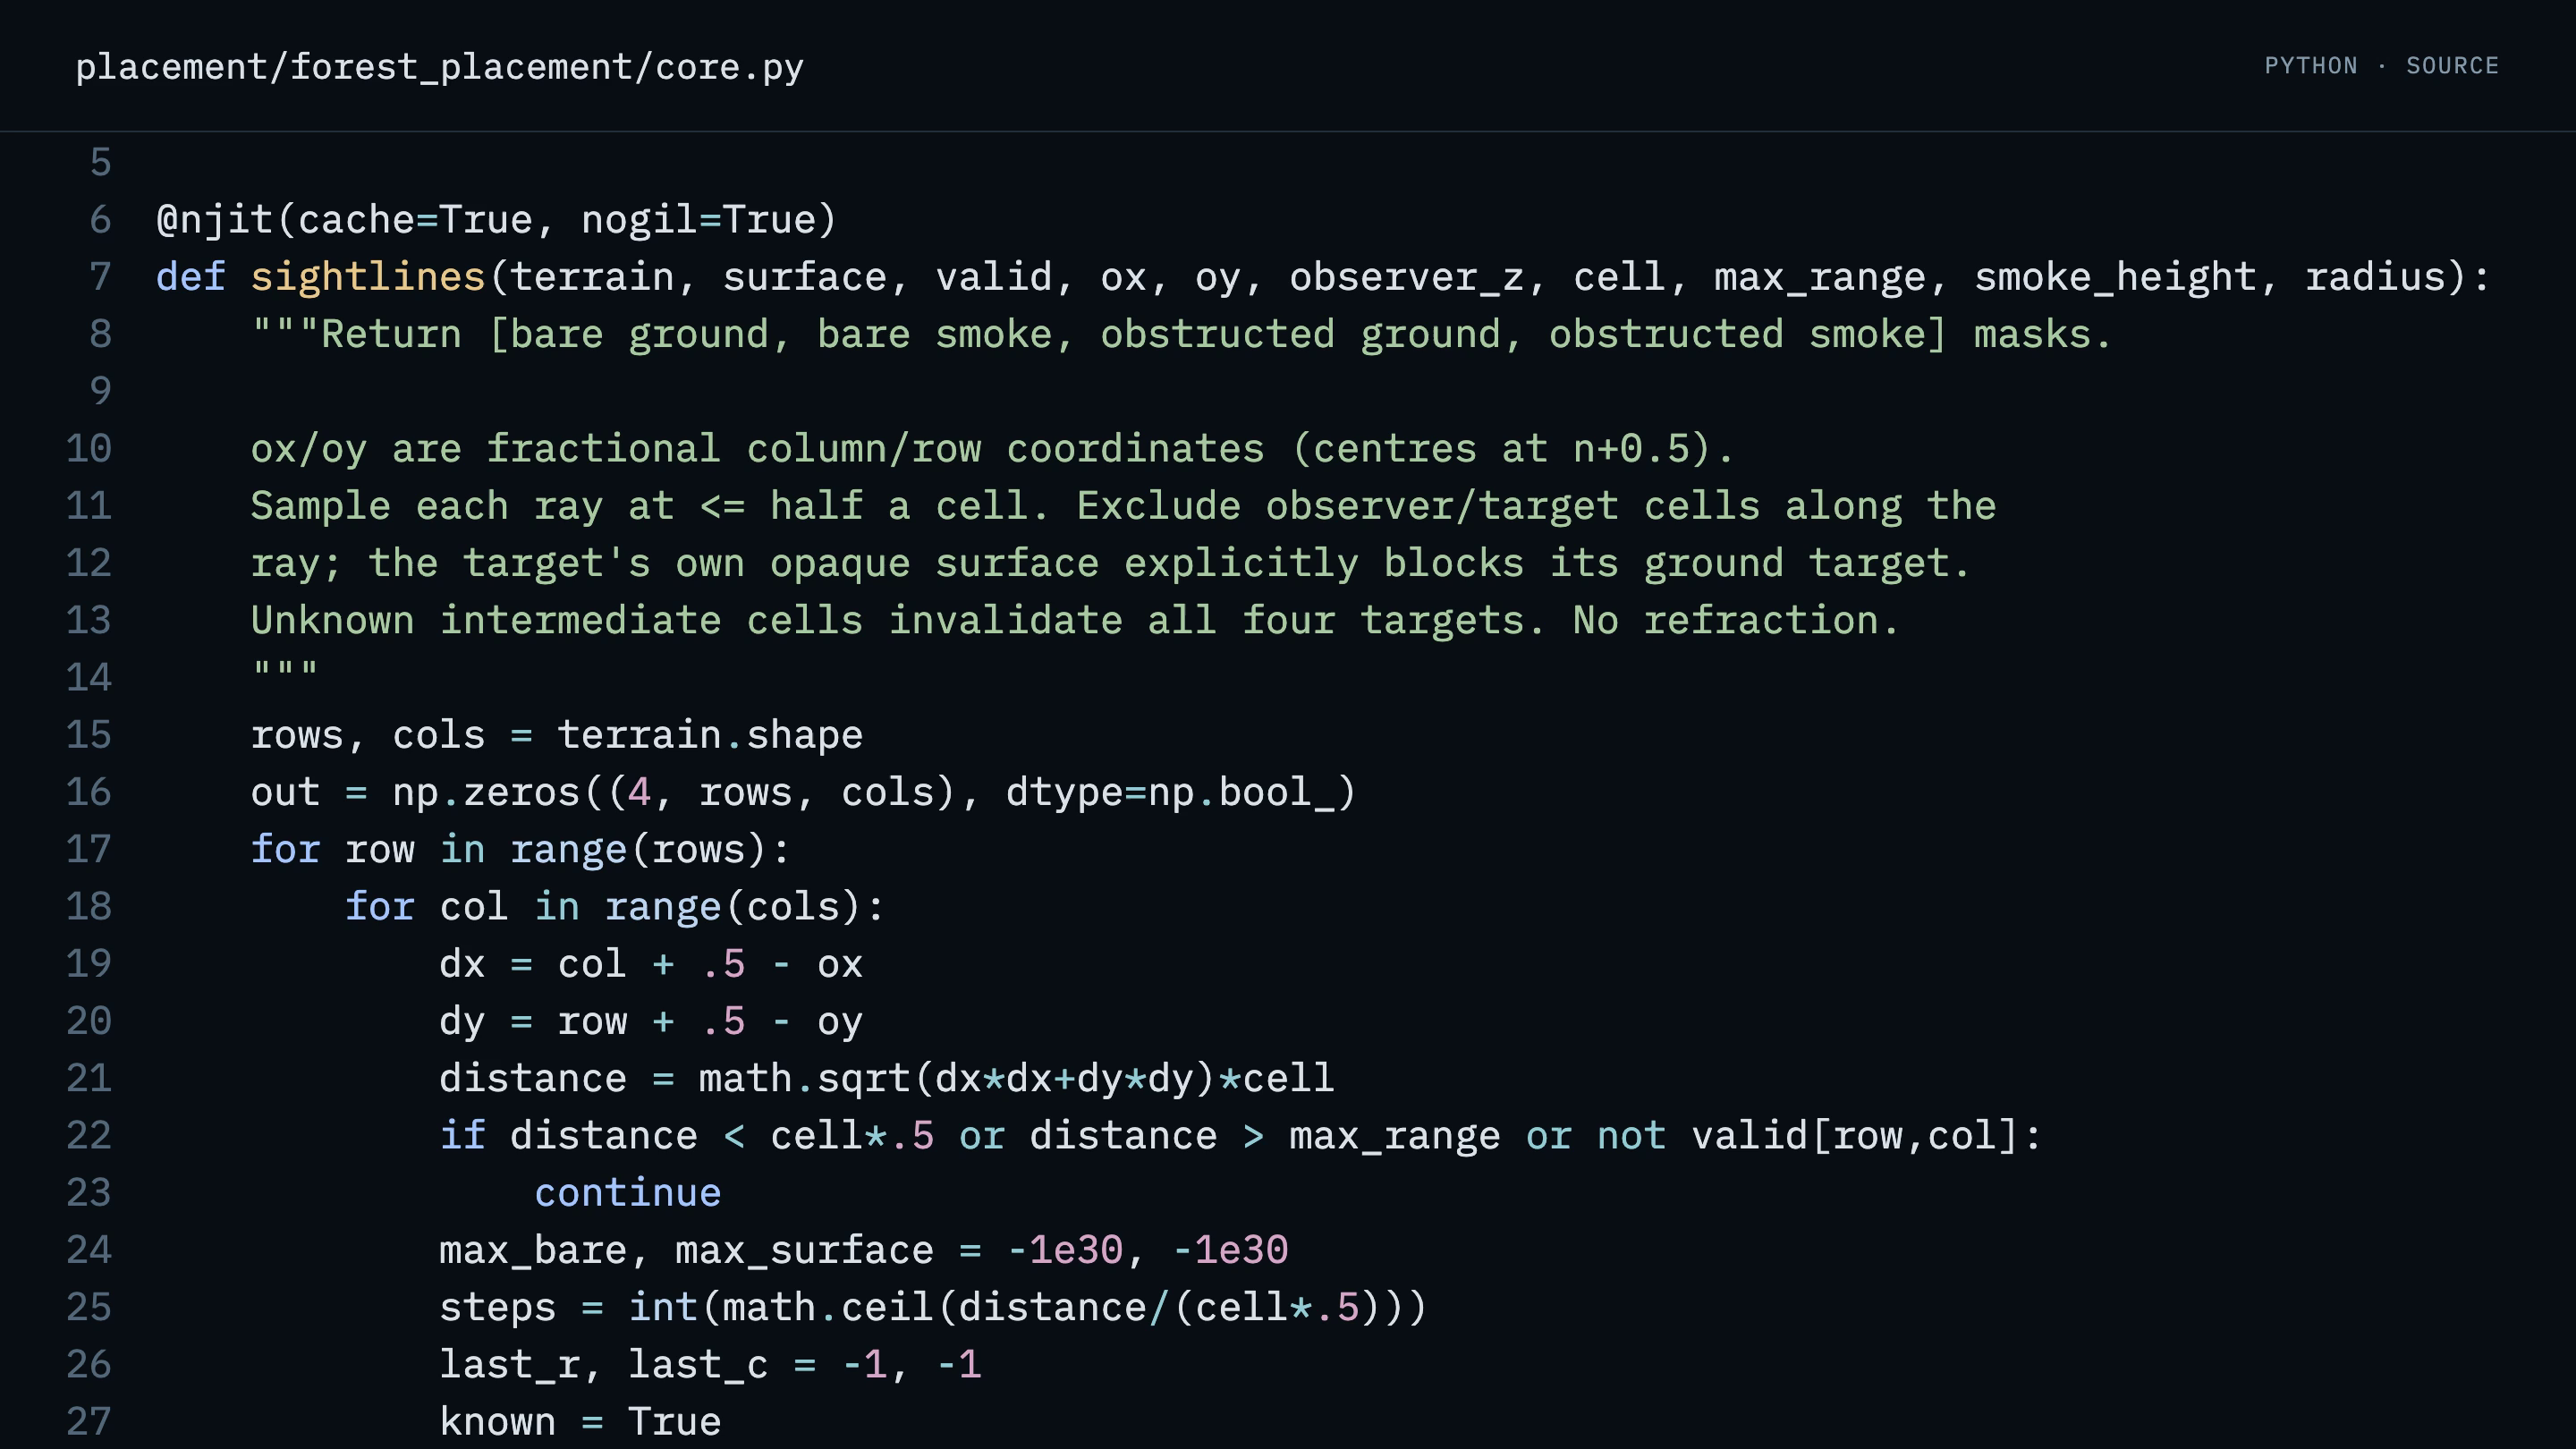 placement/forest_placement/core.py
PYTHON · SOURCE
5
6 @njit(cache=True, nogil=True)
7 def sightlines(terrain, surface, valid, ox, oy, observer_z, cell, max_range, smoke_height, radius):
8     """Return [bare ground, bare smoke, obstructed ground, obstructed smoke] masks.
9
10     ox/oy are fractional column/row coordinates (centres at n+0.5).
11     Sample each ray at <= half a cell. Exclude observer/target cells along the
12     ray; the target's own opaque surface explicitly blocks its ground target.
13     Unknown intermediate cells invalidate all four targets. No refraction.
14     """
15     rows, cols = terrain.shape
16     out = np.zeros((4, rows, cols), dtype=np.bool_)
17     for row in range(rows):
18         for col in range(cols):
19             dx = col + .5 - ox
20             dy = row + .5 - oy
21             distance = math.sqrt(dx*dx+dy*dy)*cell
22             if distance < cell*.5 or distance > max_range or not valid[row,col]:
23                 continue
24             max_bare, max_surface = -1e30, -1e30
25             steps = int(math.ceil(distance/(cell*.5)))
26             last_r, last_c = -1, -1
27             known = True